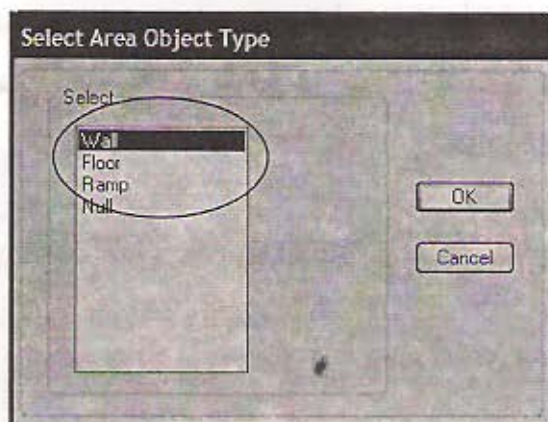 Select Area Object Type
Select
Wall
Floor
Ramp
Null
OK
Cancel